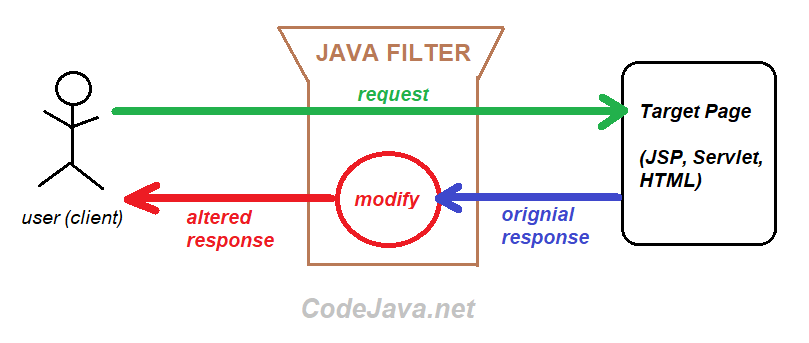 JAVA FILTER
request
Target Page
(JSP, Servlet,
HTML)
modify
orignial
response
altered
response
user (client)
CodeJava.net